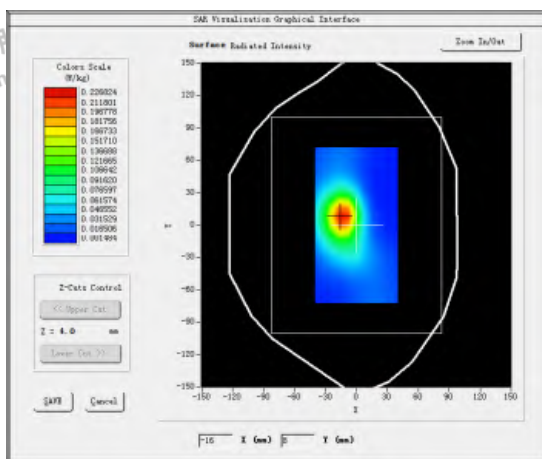 SAR Visualisation Graphical Interface
Surface Radiated Intensity
Zoom In/Out
Colors Scale
(W/kg)
0.226824
0.211801
0.196778
0.181756
0.166733
0.151710
0.136688
0.121665
0.106642
0.091620
0.076597
0.061574
0.046552
0.031529
0.016506
0.001484
150
120
90
60
30
0
-30
-60
-90
-120
-150
-150 -120 -90 -60 -30 0 30 60 90 120 150
X
Z-Cuts Control
<< Upper Cut
Z = 4.0 mm
Lower Cut >>
SAVE
Cancel
X (mm)
Y (mm)